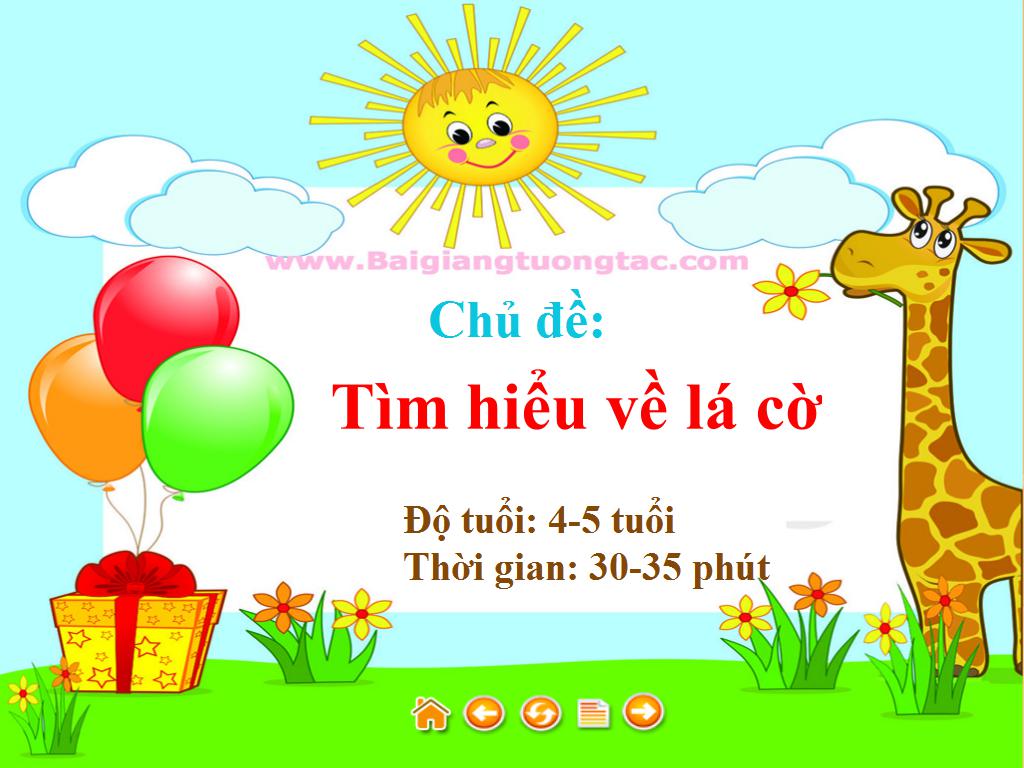 www.Baigiangtuongtac.com
Chủ đề:
Tìm hiểu về lá cờ
Độ tuổi: 4-5 tuổi
Thời gian: 30-35 phút